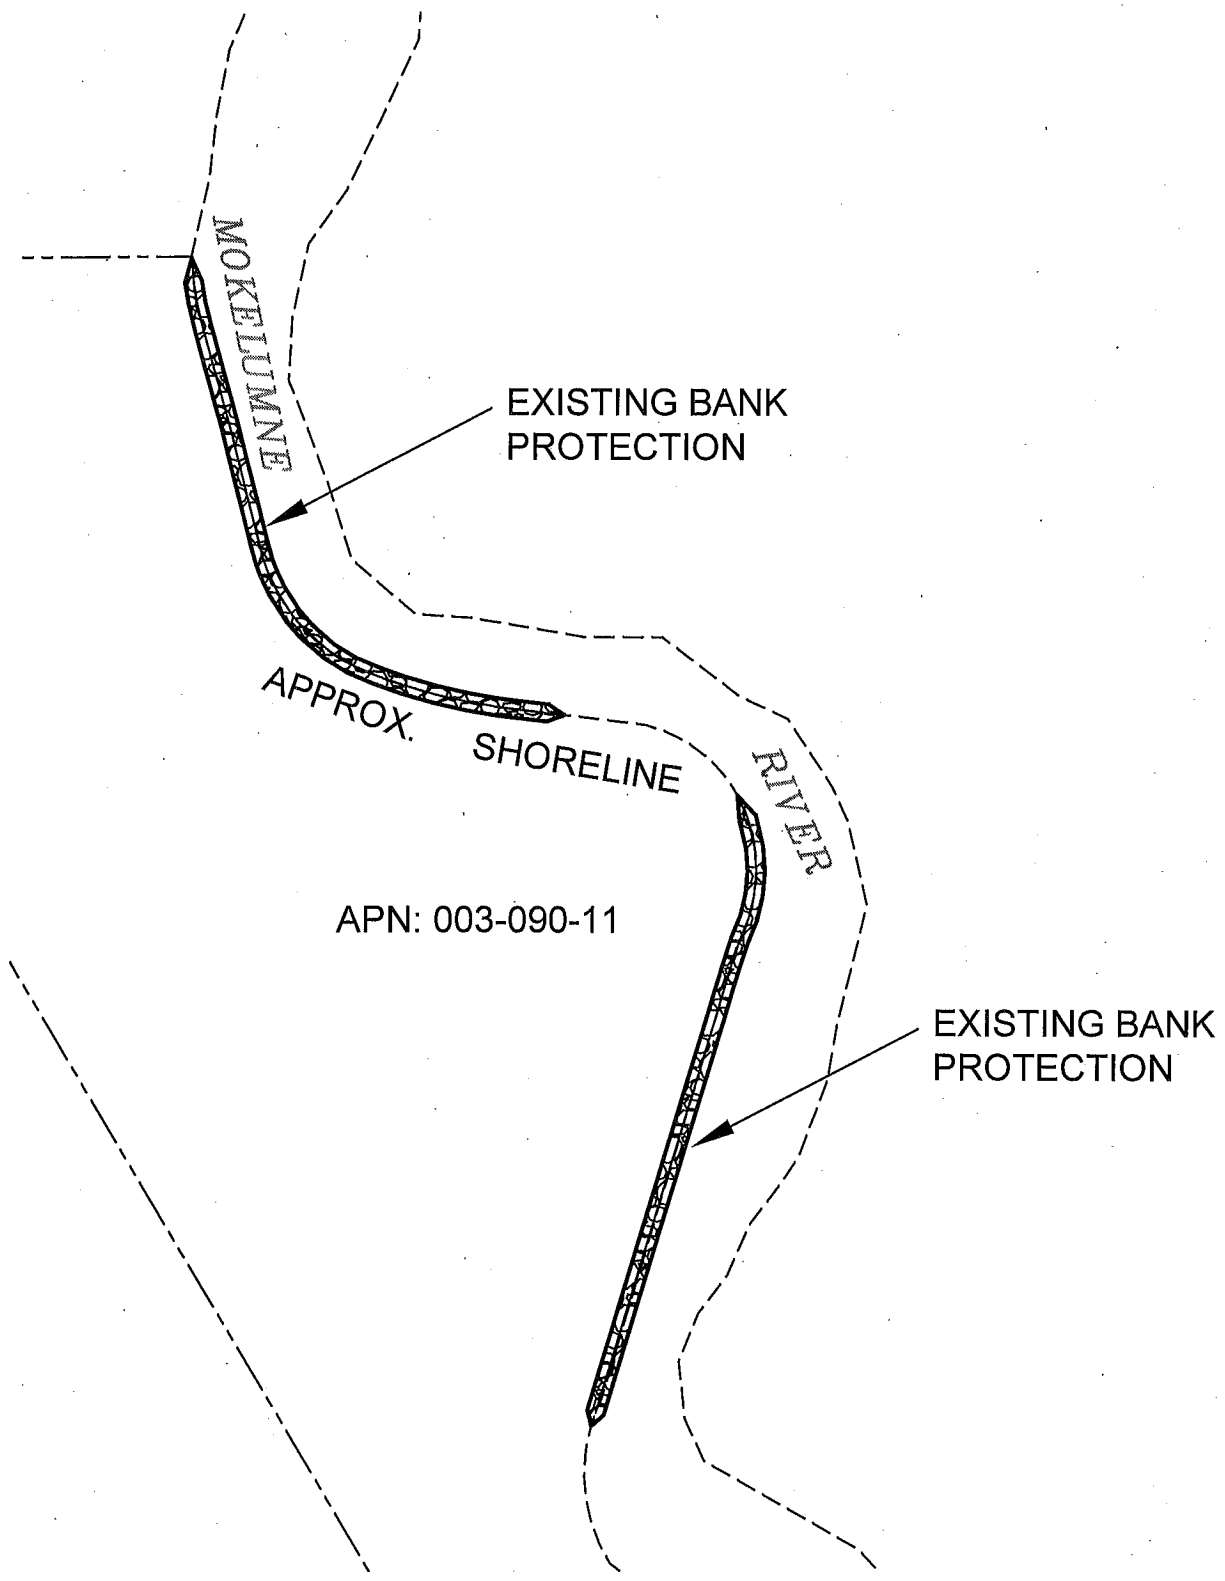 MOKELUMNE
EXISTING BANK
PROTECTION
APPROX.
SHORELINE
RIVER
APN: 003-090-11
EXISTING BANK
PROTECTION